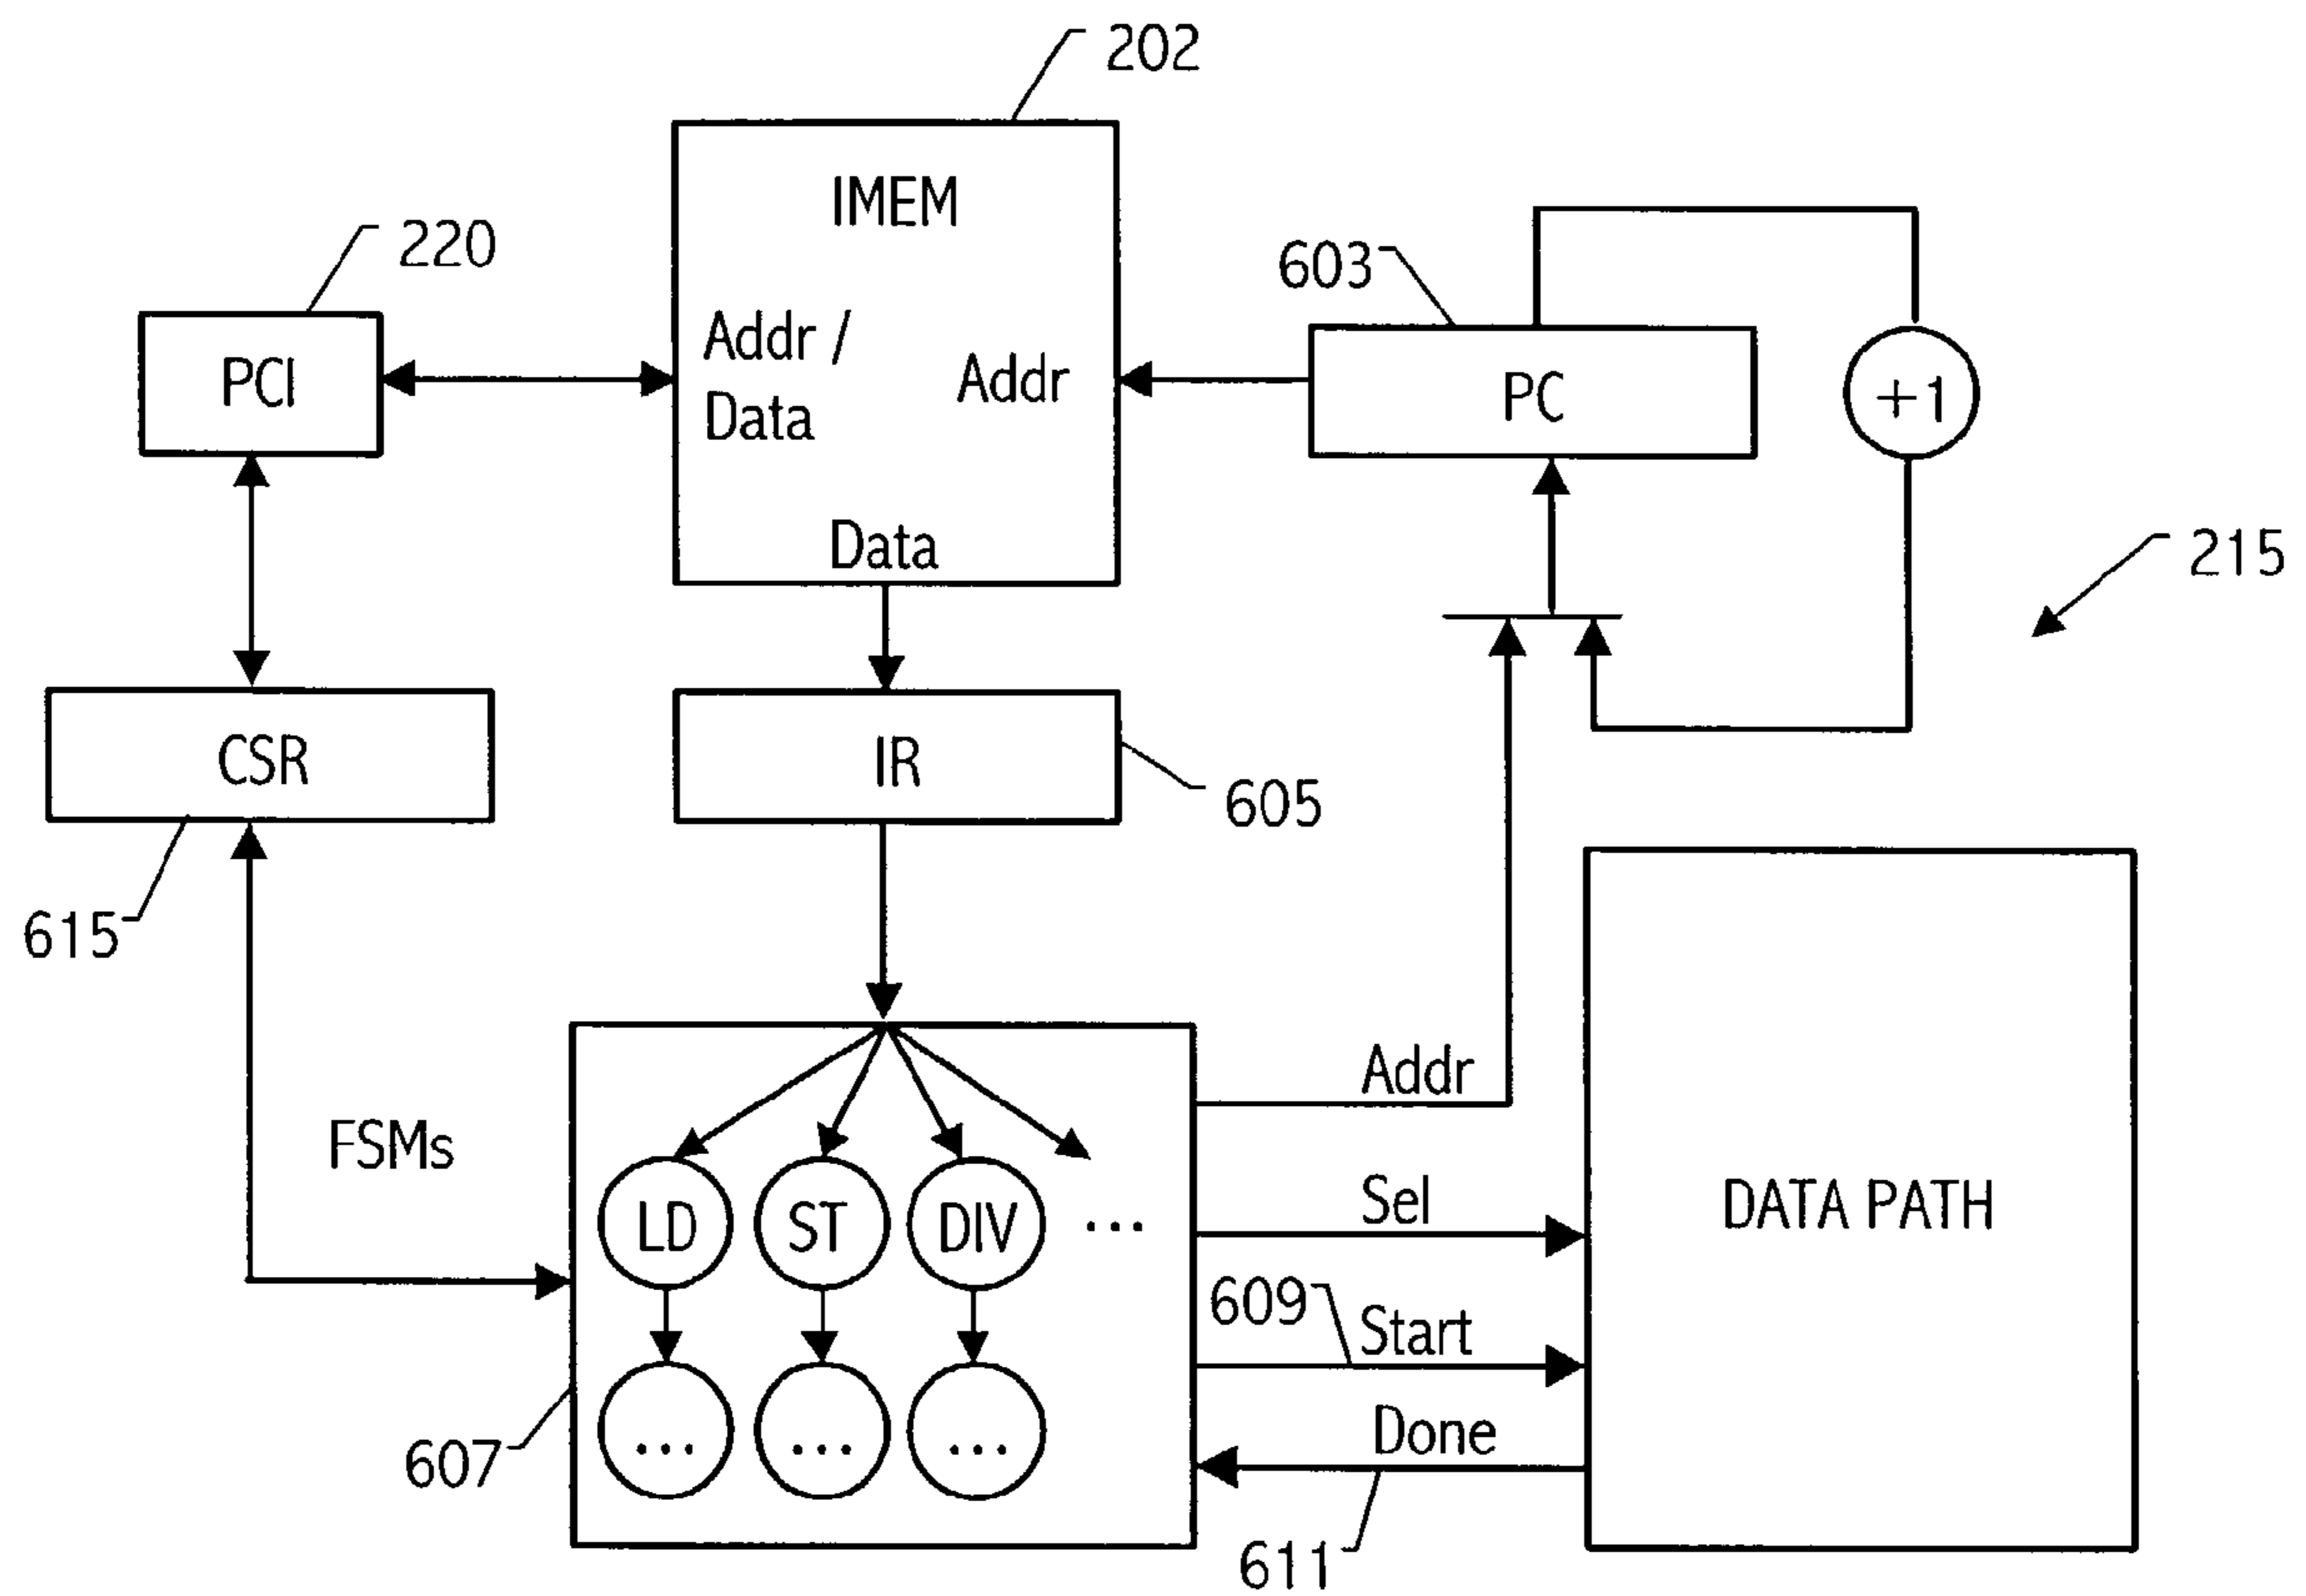 202
IMEM
220
603
Addr /
PCI
Addr
PC
+1
Data
Data
215
CSR
IR
605
615
Addr
FSMs
LD
ST
DIV
...
Sel
DATA PATH
609
Start
Done
607
...
...
...
611